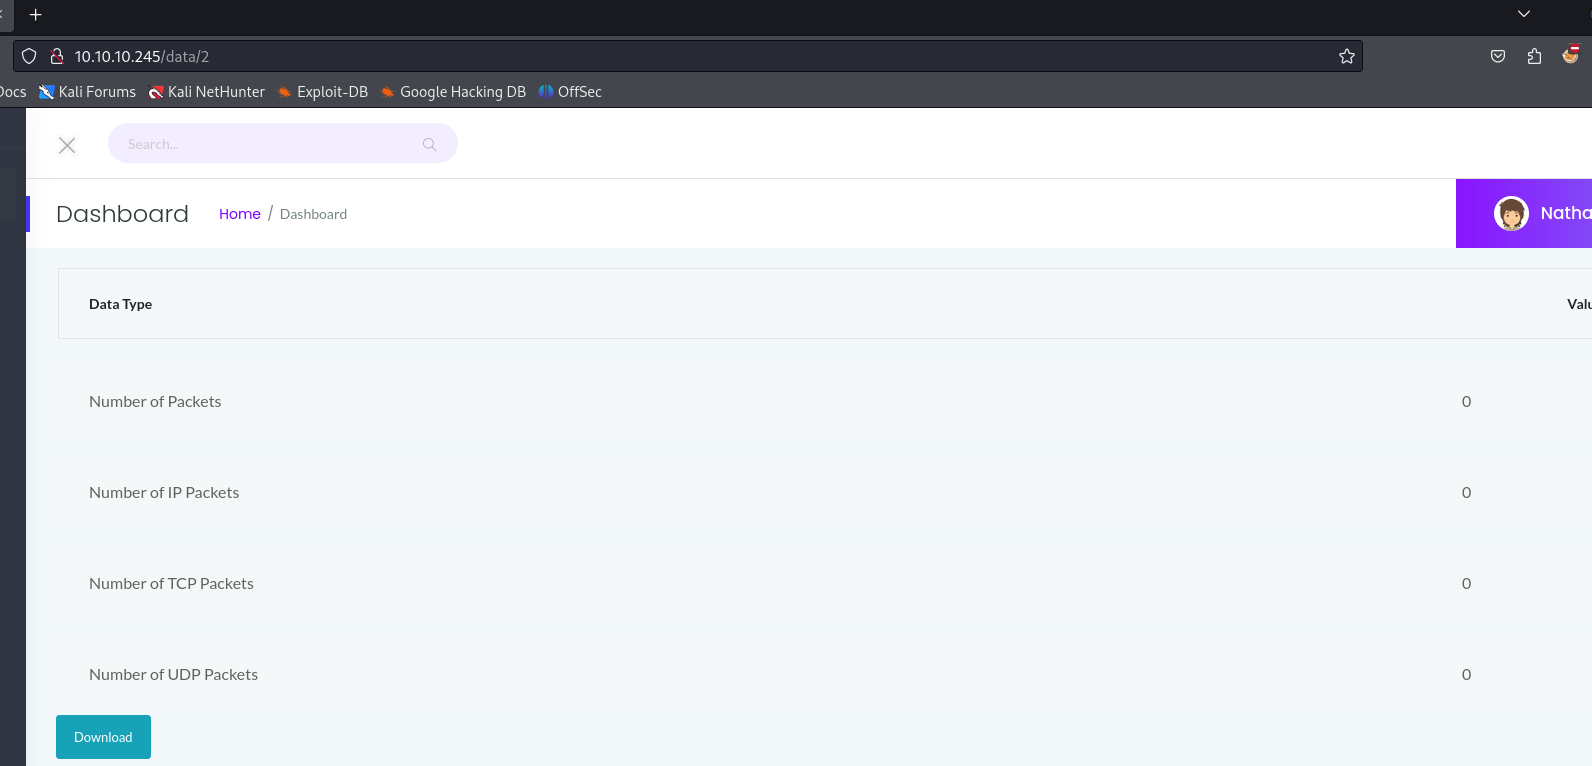 10.10.10.245/data/2
Docs Kali Forums Kali NetHunter Exploit-DB Google Hacking DB OffSec
Search...
Dashboard Home / Dashboard
Data Type
Number of Packets 0
Number of IP Packets 0
Number of TCP Packets 0
Number of UDP Packets 0
Download